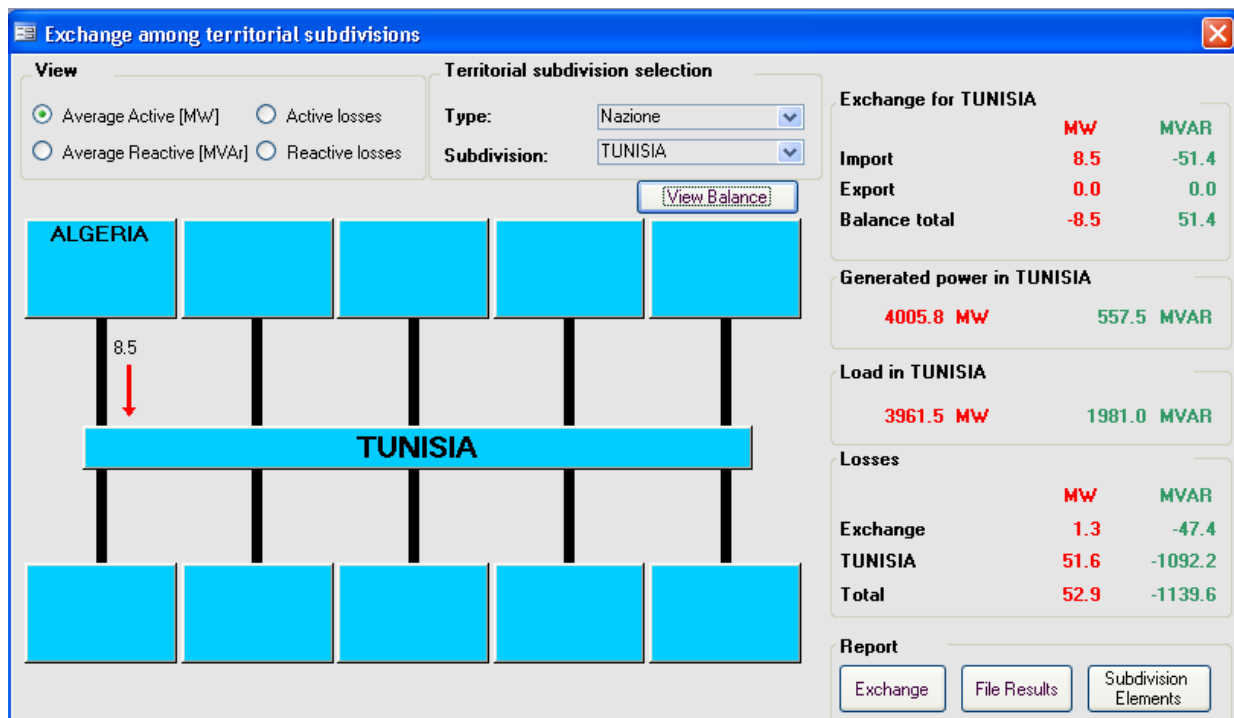 Exchange among territorial subdivisions
View
Average Active [MW] Active losses
Average Reactive [MVAr] Reactive losses
Territorial subdivision selection
Type: Nazione
Subdivision: TUNISIA
View Balance
ALGERIA
8.5
TUNISIA
Exchange for TUNISIA
MW MVAR
Import 8.5 -51.4
Export 0.0 0.0
Balance total -8.5 51.4
Generated power in TUNISIA
4005.8 MW 557.5 MVAR
Load in TUNISIA
3961.5 MW 1981.0 MVAR
Losses
MW MVAR
Exchange 1.3 -47.4
TUNISIA 51.6 -1092.2
Total 52.9 -1139.6
Report
Exchange
File Results
Subdivision
Elements